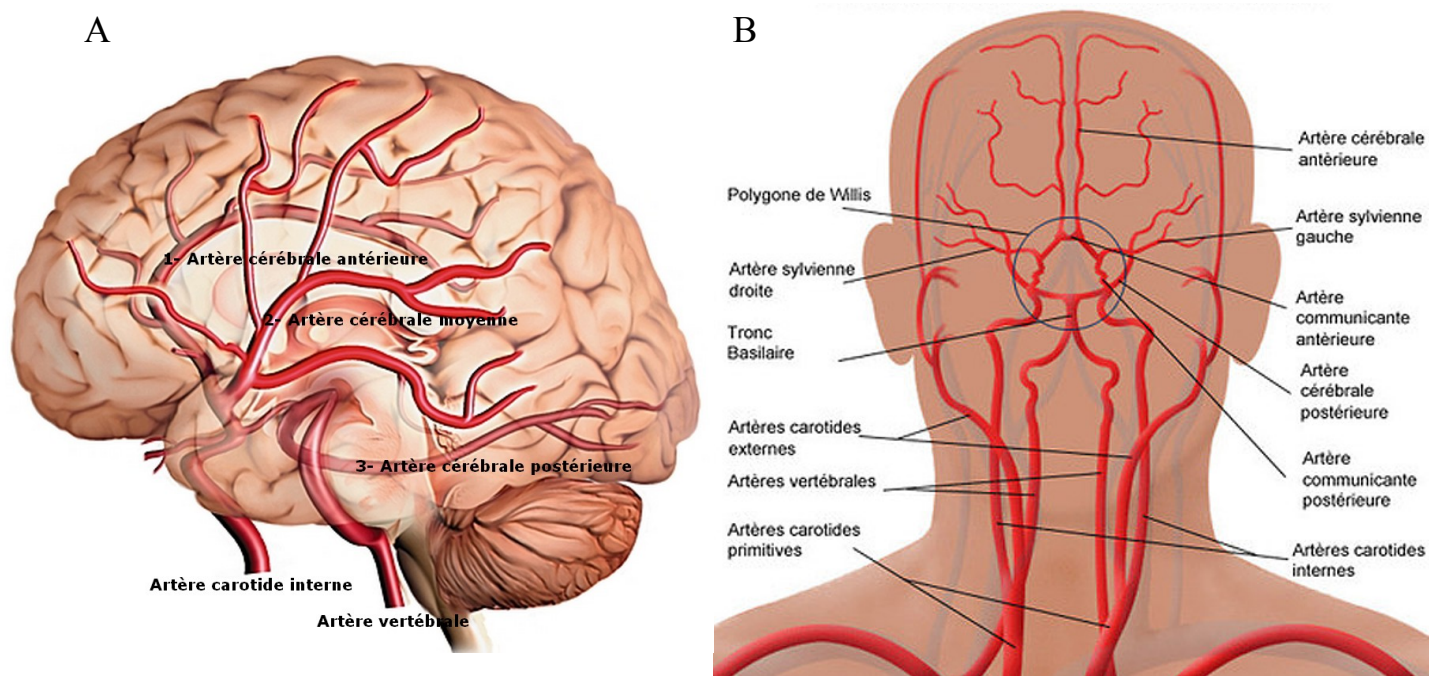 A
1- Artère cérébrale antérieure
2- Artère cérébrale moyenne
3- Artère cérébrale postérieure
Artère carotide interne
Artère vertébrale
B
Polygone de Willis
Artère sylvienne
droite
Tronc
Basilaire
Artères carotides
externes
Artères vertébrales
Artères carotides
primitives
Artère cérébrale
antèrieure
Artère sylvienne
gauche
Artère
communicante
antèrieure
Artère
cérébrale
postérieure
Artère
communicante
postérieure
Artères carotides
internes